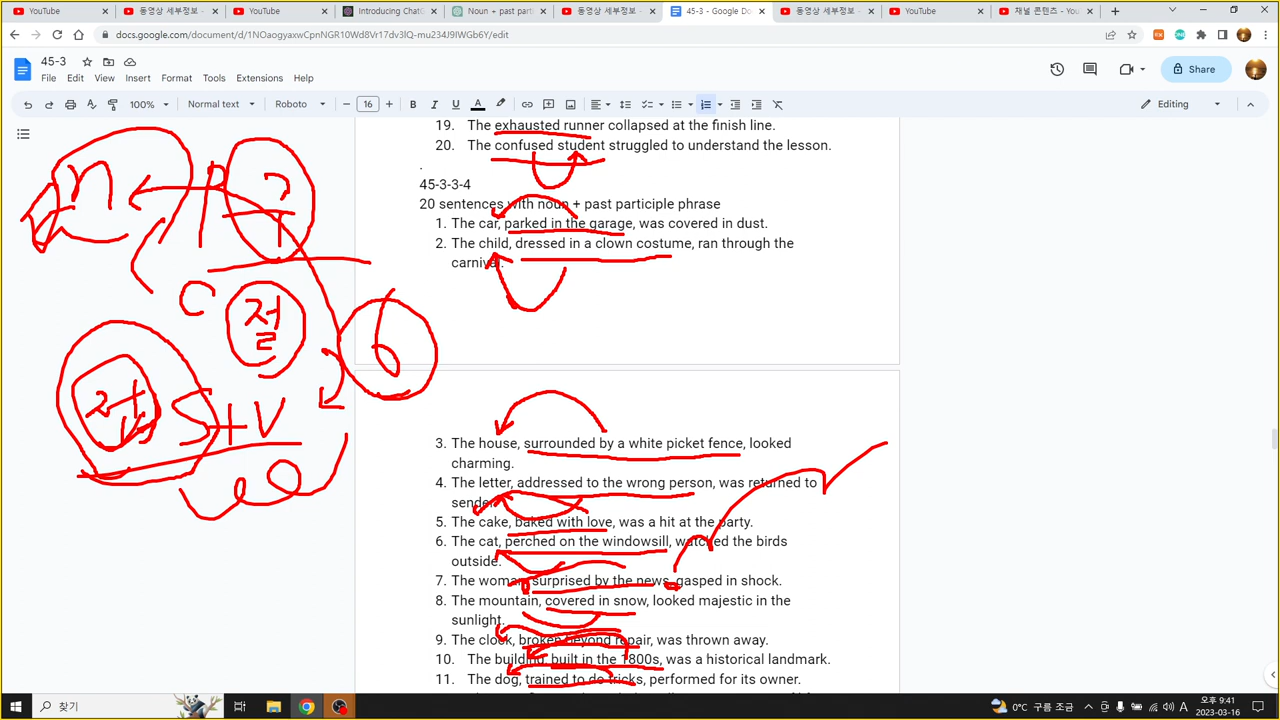 YouTube
동영상 세부정보
YouTube
Introducing ChatG
Noun + past parti
동영상 세부정보
45-3 - Google Do
동영상 세부정보
YouTube
채널 콘텐츠 - You
docs.google.com/document/d/1NOaogyaxwCpnNGR10Wd8Vr17dv3lQ-mu234J9IWGb6Y/edit
45-3
File Edit View Insert Format Tools Extensions Help
Share
100% Normal text Roboto 16 Editing
19. The exhausted runner collapsed at the finish line.
20. The confused student struggled to understand the lesson.
.
45-3-3-4
20 sentences with noun + past participle phrase
1. The car, parked in the garage, was covered in dust.
2. The child, dressed in a clown costume, ran through the
carnival.
n P 구
C 절
6
S+V
3. The house, surrounded by a white picket fence, looked
charming.
4. The letter, addressed to the wrong person, was returned to
sender.
5. The cake, baked with love, was a hit at the party.
6. The cat, perched on the windowsill, watched the birds
outside.
7. The woman, surprised by the news, gasped in shock.
8. The mountain, covered in snow, looked majestic in the
sunlight.
9. The clock, broken beyond repair, was thrown away.
10. The building, built in the 1800s, was a historical landmark.
11. The dog, trained to do tricks, performed for its owner.
찾기
0°C 구름 조금
A
오후 9:41
2023-03-16